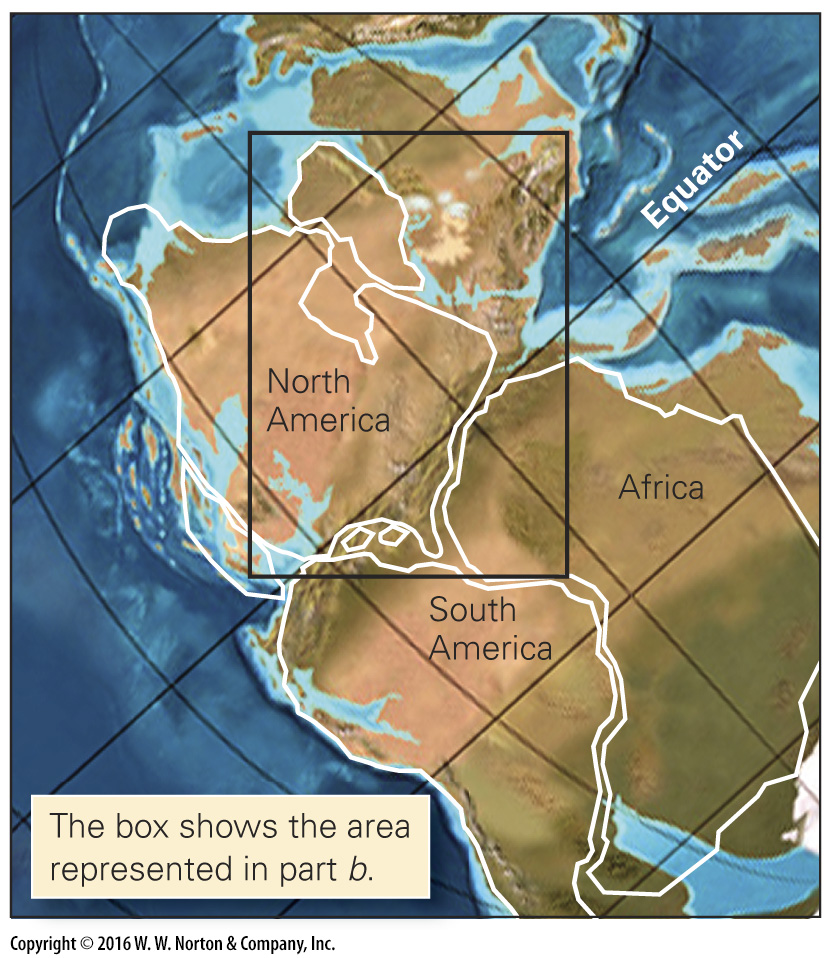 Equator
North
America
Africa
South
America
The box shows the area
represented in part b.
Copyright © 2016 W. W. Norton & Company, Inc.